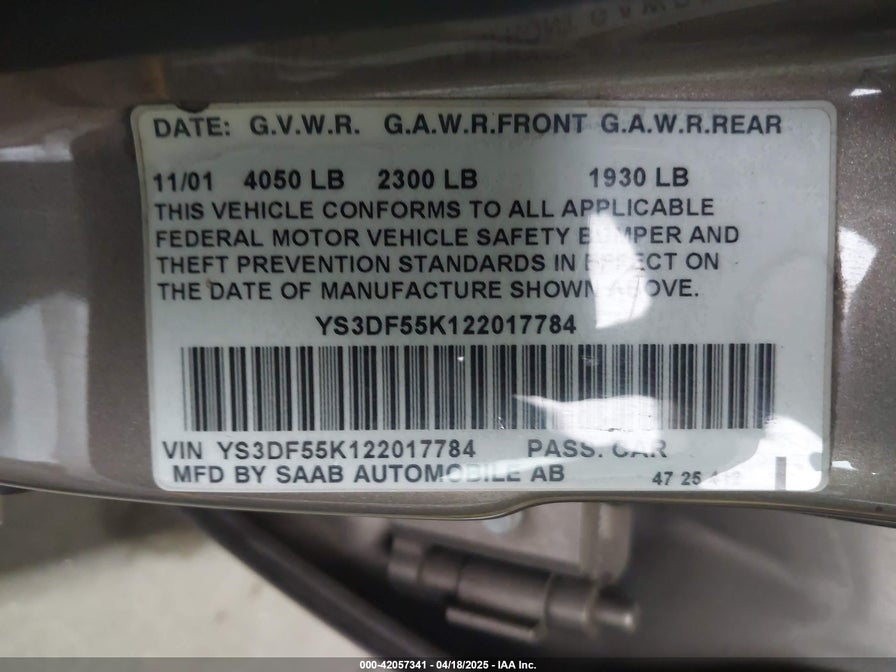 DATE: G.V.W.R. G.A.W.R.FRONT G.A.W.R.REAR
11/01 4050 LB 2300 LB 1930 LB
THIS VEHICLE CONFORMS TO ALL APPLICABLE
FEDERAL MOTOR VEHICLE SAFETY BUMPER AND
THEFT PREVENTION STANDARDS IN EFFECT ON
THE DATE OF MANUFACTURE SHOWN ABOVE.
YS3DF55K122017784
VIN YS3DF55K122017784 PASS. CAR
MFD BY SAAB AUTOMOBILE AB 47 25
000-42057341 - 04/18/2025 - IAA Inc.